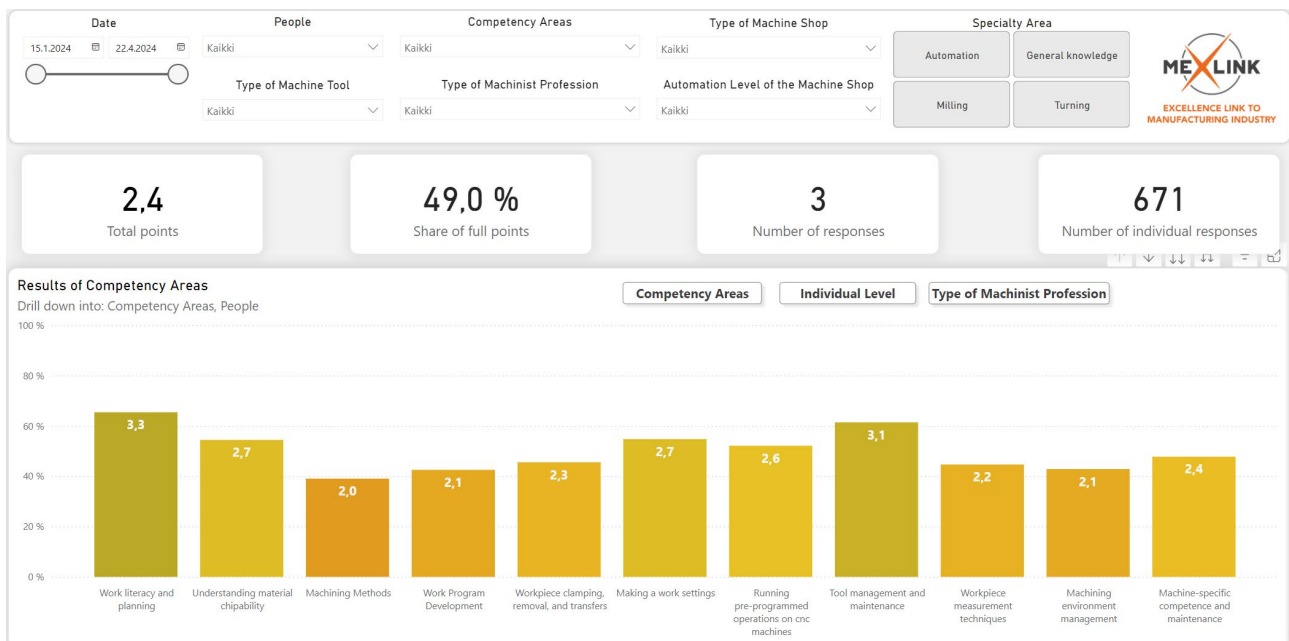 Date
People
Competency Areas
Type of Machine Shop
Specialty Area
15.1.2024
22.4.2024
Kaikki
Kaikki
Kaikki
Automation
General knowledge
Type of Machine Tool
Type of Machinist Profession
Automation Level of the Machine Shop
Kaikki
Kaikki
Kaikki
Milling
Turning
MEXLINK
EXCELLENCE LINK TO
MANUFACTURING INDUSTRY
2,4
Total points
49,0 %
Share of full points
3
Number of responses
671
Number of individual responses
Results of Competency Areas
Drill down into: Competency Areas, People
Competency Areas
Individual Level
Type of Machinist Profession
100 %
80 %
60 %
40 %
20 %
0 %
3,3
2,7
2,0
2,1
2,3
2,7
2,6
3,1
2,2
2,1
2,4
Work literacy and
planning
Understanding material
chipability
Machining Methods
Work Program
Development
Workpiece clamping,
removal, and transfers
Making a work settings
Running
pre-programmed
operations on cnc
machines
Tool management and
maintenance
Workpiece
measurement
techniques
Machining
environment
management
Machine-specific
competence and
maintenance